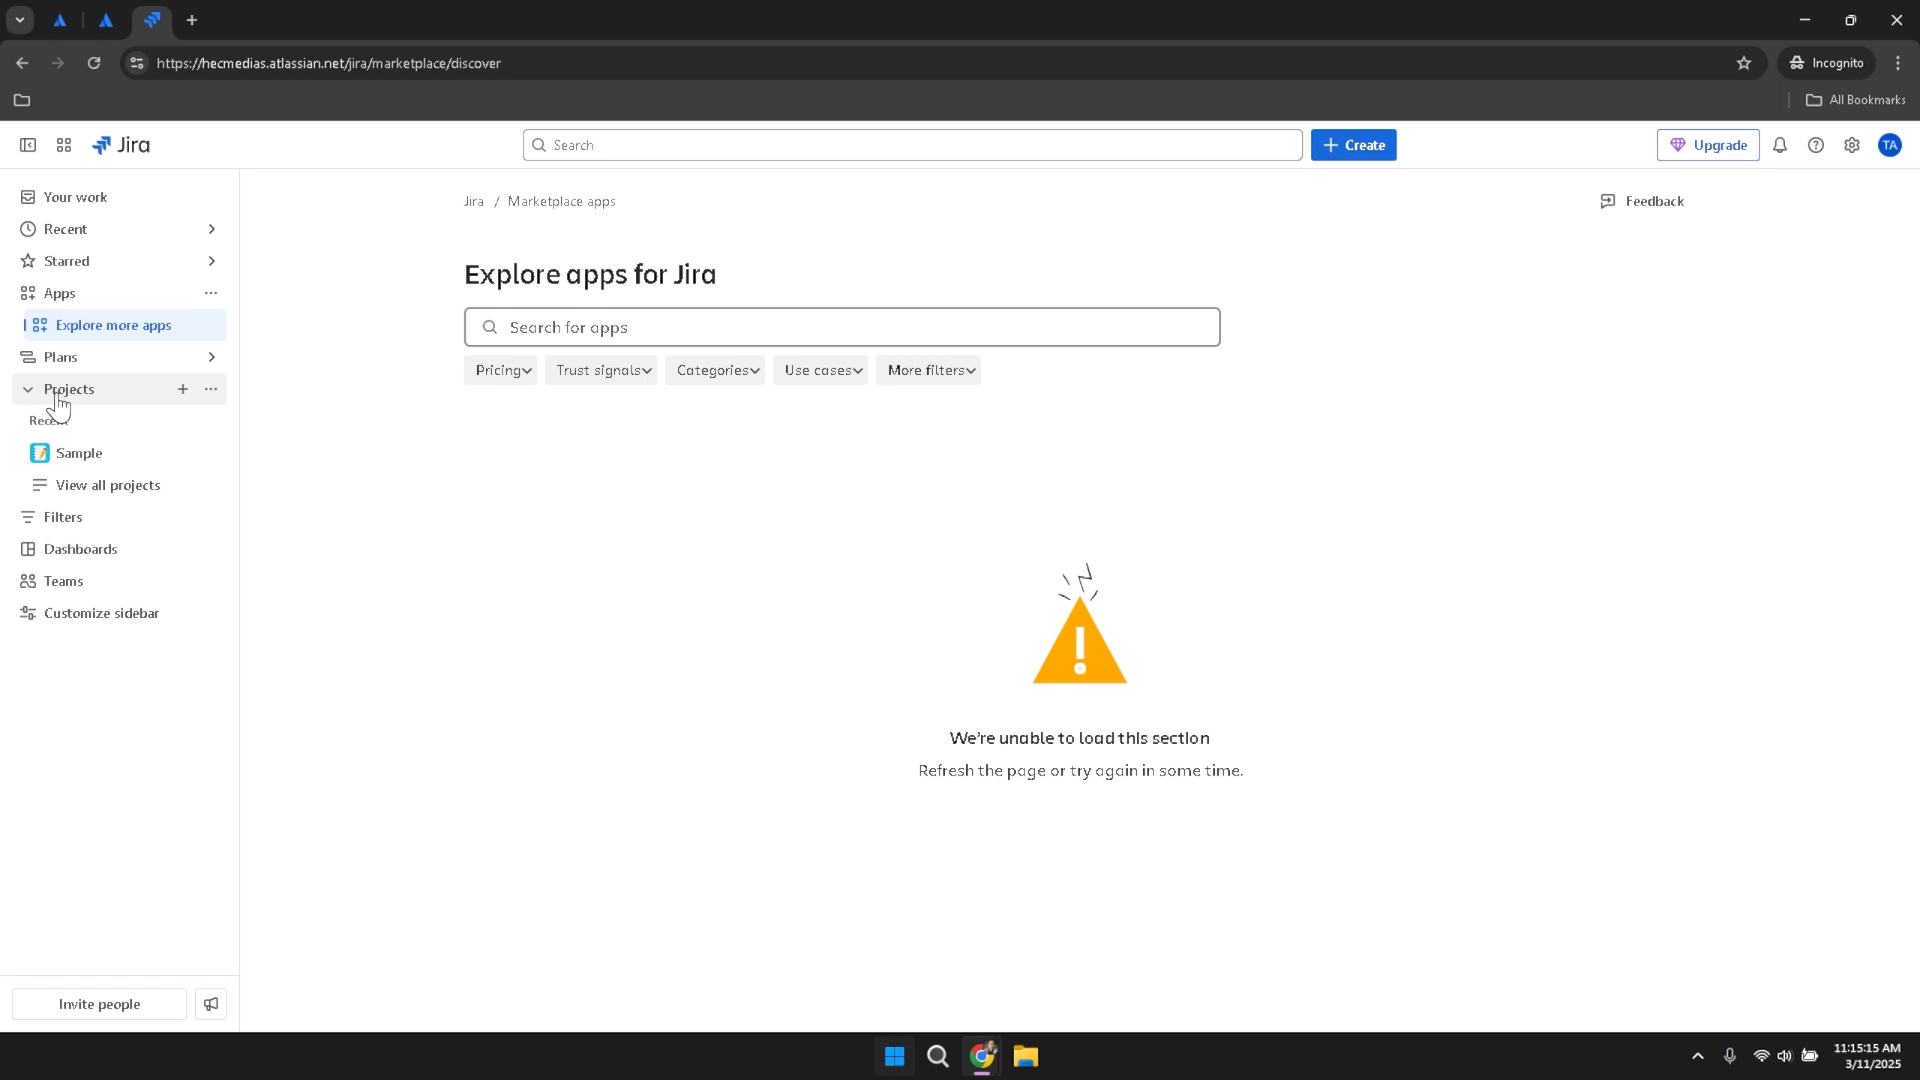 https://hecmedias.atlassian.net/jira/marketplace/discover
Incognito
All Bookmarks
Jira
Search
Create
Upgrade
TA
Your work
Recent
Starred
Apps
Explore more apps
Plans
Projects
Sample
View all projects
Filters
Dashboards
Teams
Customize sidebar
Invite people
Jira / Marketplace apps
Feedback
Explore apps for Jira
Search for apps
Pricing
Trust signals
Categories
Use cases
More filters
We're unable to load this section
Refresh the page or try again in some time.
11:15:15 AM
3/11/2025